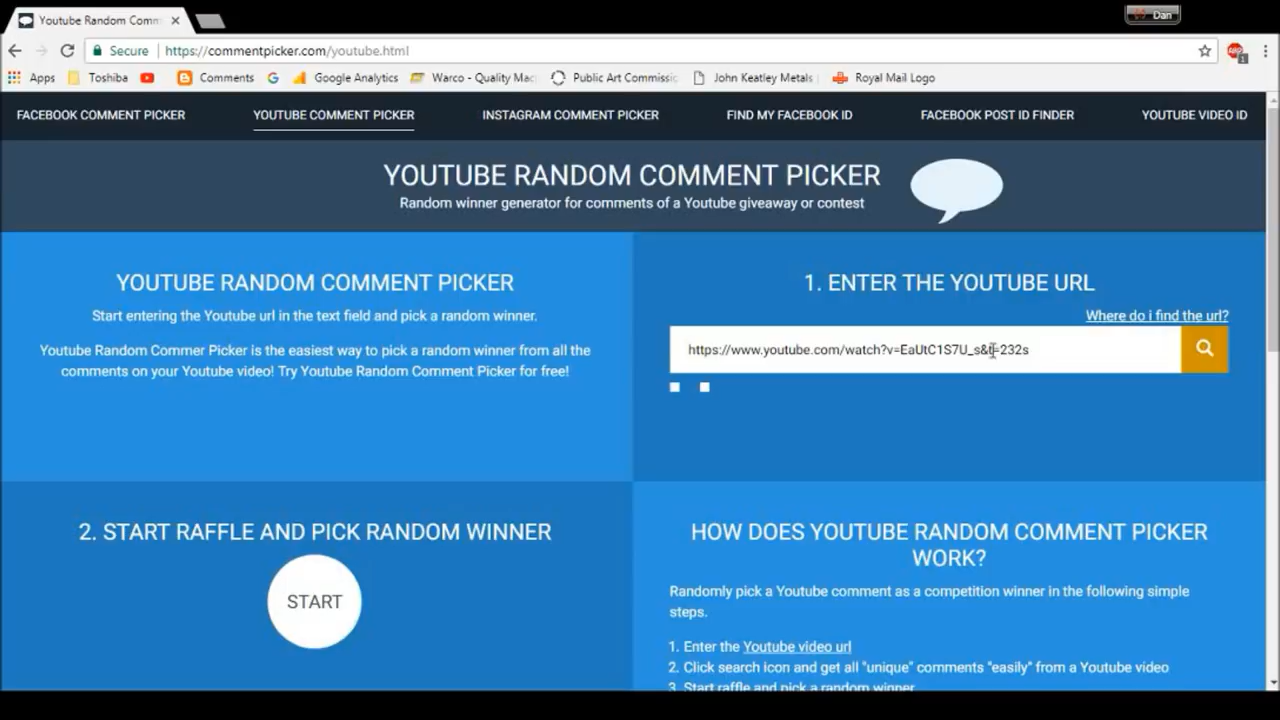 Youtube Random Comm
Dan
Secure https://commentpicker.com/youtube.html
Apps Toshiba Comments Google Analytics Warco - Quality Mac Public Art Commissic John Keatley Metals Royal Mail Logo
FACEBOOK COMMENT PICKER YOUTUBE COMMENT PICKER INSTAGRAM COMMENT PICKER FIND MY FACEBOOK ID FACEBOOK POST ID FINDER YOUTUBE VIDEO ID
YOUTUBE RANDOM COMMENT PICKER
Random winner generator for comments of a Youtube giveaway or contest
YOUTUBE RANDOM COMMENT PICKER
Start entering the Youtube url in the text field and pick a random winner.
Youtube Random Commer Picker is the easiest way to pick a random winner from all the
comments on your Youtube video! Try Youtube Random Comment Picker for free!
1. ENTER THE YOUTUBE URL
Where do i find the url?
https://www.youtube.com/watch?v=EaUtC1S7U_s&t=232s
2. START RAFFLE AND PICK RANDOM WINNER
START
HOW DOES YOUTUBE RANDOM COMMENT PICKER
WORK?
Randomly pick a Youtube comment as a competition winner in the following simple
steps.
1. Enter the Youtube video url
2. Click search icon and get all "unique" comments "easily" from a Youtube video
3. Start raffle and pick a random winner